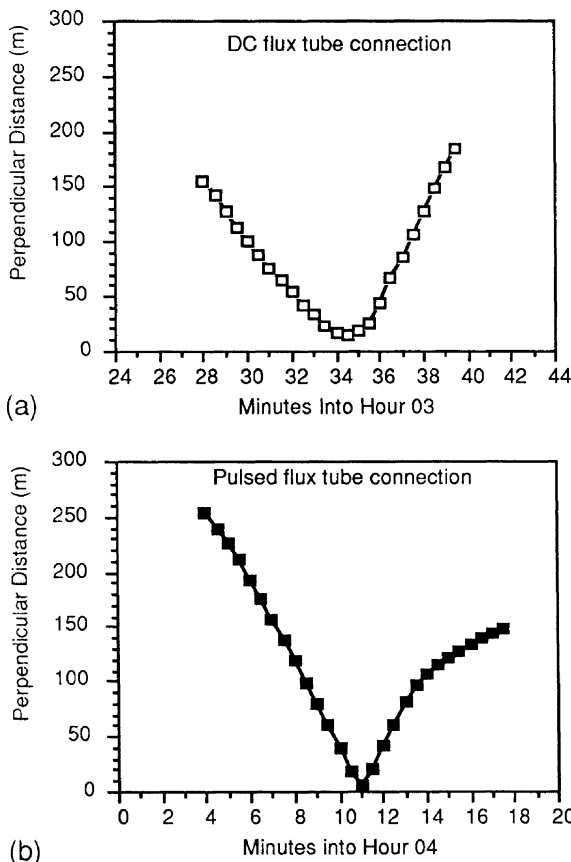 DC flux tube connection
Perpendicular Distance (m)
300
250
200
150
100
50
0
24 26 28 30 32 34 36 38 40 42 44
Minutes Into Hour 03
(a)
Pulsed flux tube connection
Perpendicular Distance (m)
300
250
200
150
100
50
0
0 2 4 6 8 10 12 14 16 18 20
Minutes into Hour 04
(b)